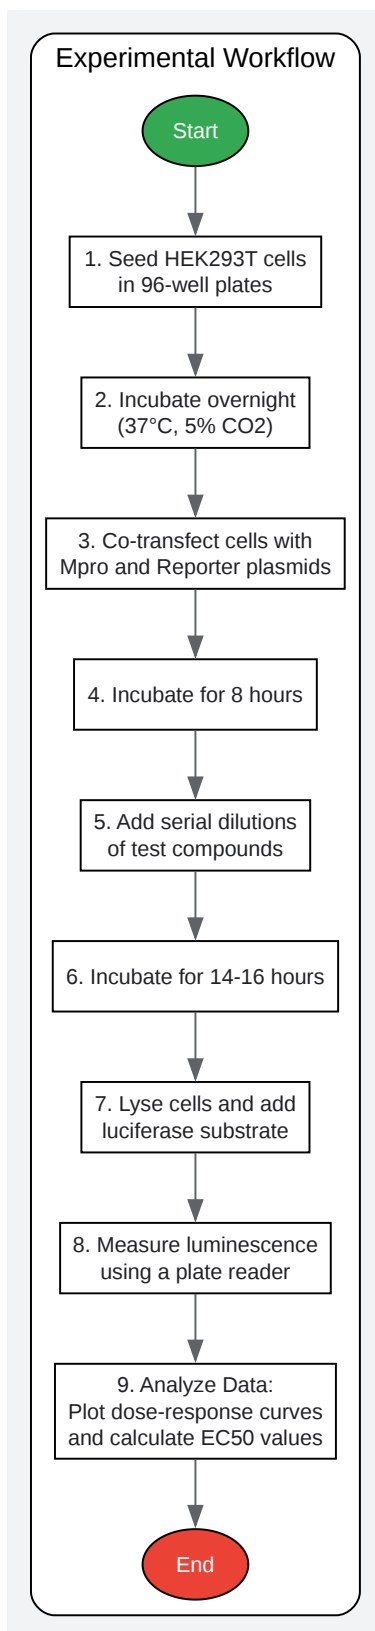 Experimental Workflow
Start
1. Seed HEK293T cells
in 96-well plates
2. Incubate overnight
(37°C, 5% CO2)
3. Co-transfect cells with
Mpro and Reporter plasmids
4. Incubate for 8 hours
5. Add serial dilutions
of test compounds
6. Incubate for 14-16 hours
7. Lyse cells and add
luciferase substrate
8. Measure luminescence
using a plate reader
9. Analyze Data:
Plot dose-response curves
and calculate EC50 values
End